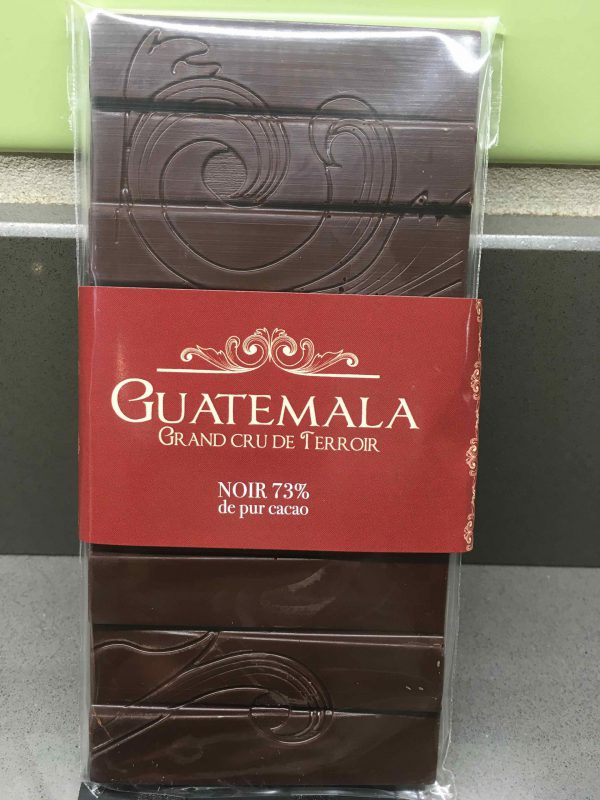 GUATEMALA
GRAND CRU DE TERROIR
NOIR 73%
de pur cacao